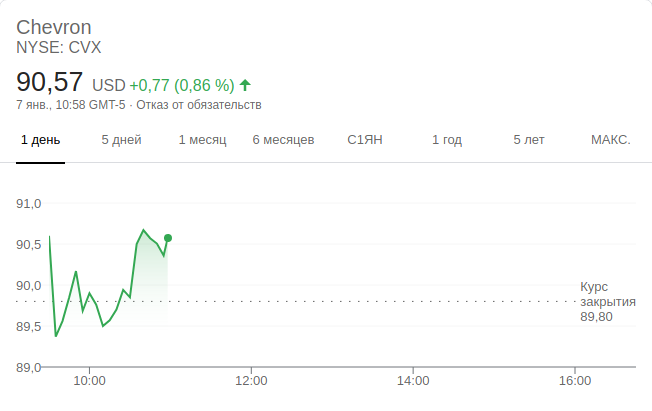 Chevron
NYSE: CVX
90,57 USD +0,77 (0,86 %)
7 янв., 10:58 GMT-5 · Отказ от обязательств
1 день 5 дней 1 месяц 6 месяцев С1ЯН 1 год 5 лет МАКС.
91,0
90,5
90,0
Курс
закрытия
89,80
89,5
89,0
10:00 12:00 14:00 16:00